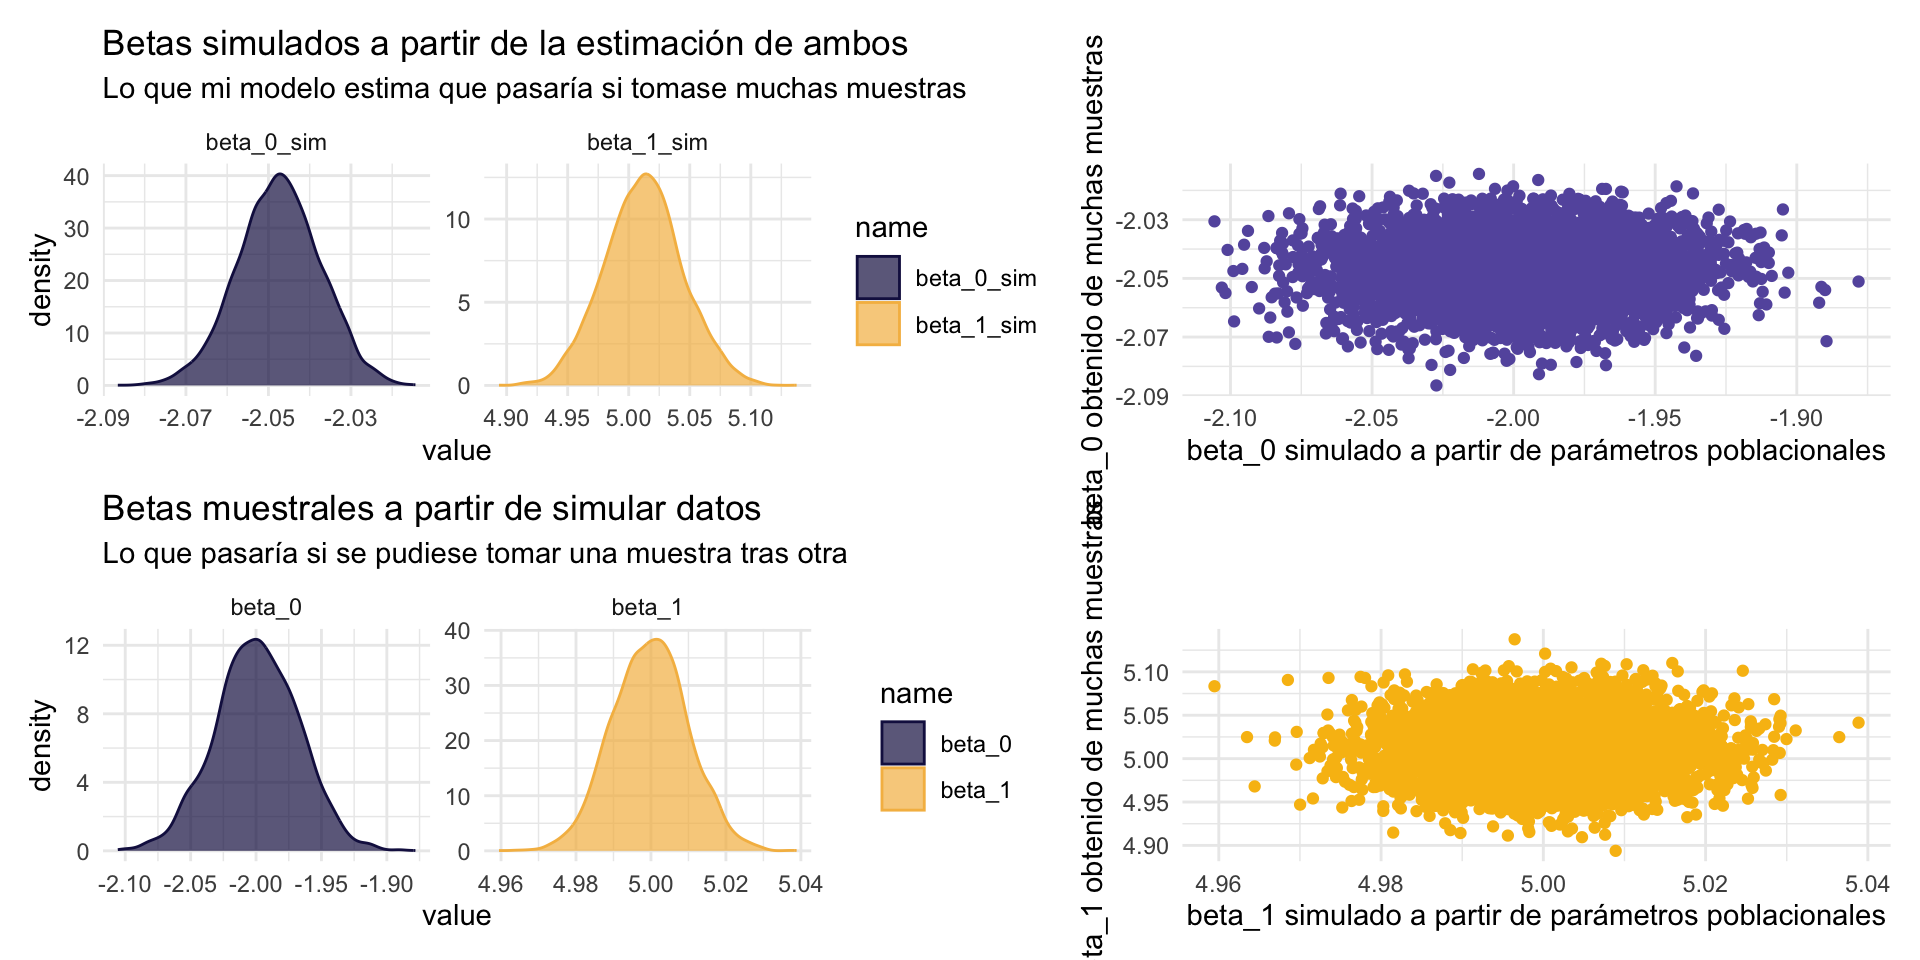 Betas simulados a partir de la estimación de ambos
Lo que mi modelo estima que pasaría si tomase muchas muestras
beta_0_sim
beta_1_sim
density
40
30
20
10
0
-2.09 -2.07 -2.05 -2.03
10
5
0
4.90 4.95 5.00 5.05 5.10
value
name
beta_0_sim
beta_1_sim
beta_0 obtenido de muchas muestras
-2.03
-2.05
-2.07
-2.09
-2.10 -2.05 -2.00 -1.95 -1.90
beta_0 simulado a partir de parámetros poblacionales
Betas muestrales a partir de simular datos
Lo que pasaría si se pudiese tomar una muestra tras otra
beta_0
beta_1
density
12
8
4
0
-2.10 -2.05 -2.00 -1.95 -1.90
40
30
20
10
0
4.96 4.98 5.00 5.02 5.04
value
name
beta_0
beta_1
ta_1 obtenido de muchas muestras
5.10
5.05
5.00
4.95
4.90
4.96 4.98 5.00 5.02 5.04
beta_1 simulado a partir de parámetros poblacionales